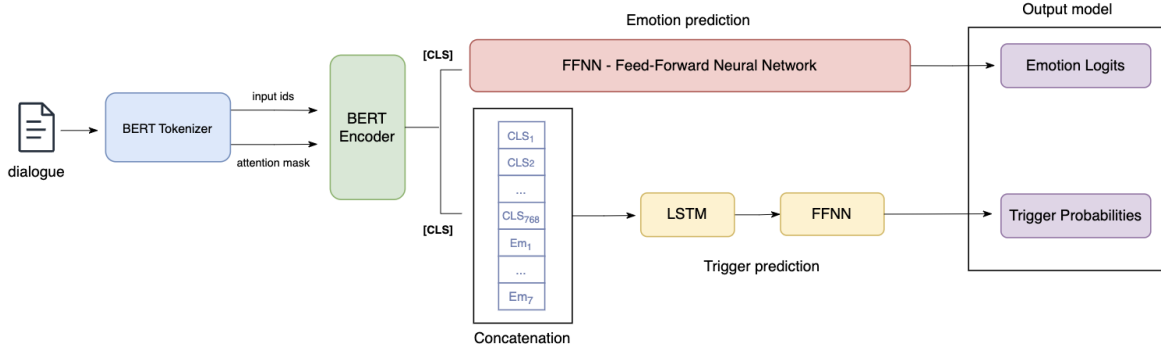 Output model
Emotion prediction
[CLS]
FFNN - Feed-Forward Neural Network
Emotion Logits
input ids
BERT Tokenizer
BERT
Encoder
attention mask
dialogue
CLS1
CLS2
...
CLS768
Em1
...
Em7
[CLS]
LSTM
FFNN
Trigger Probabilities
Trigger prediction
Concatenation